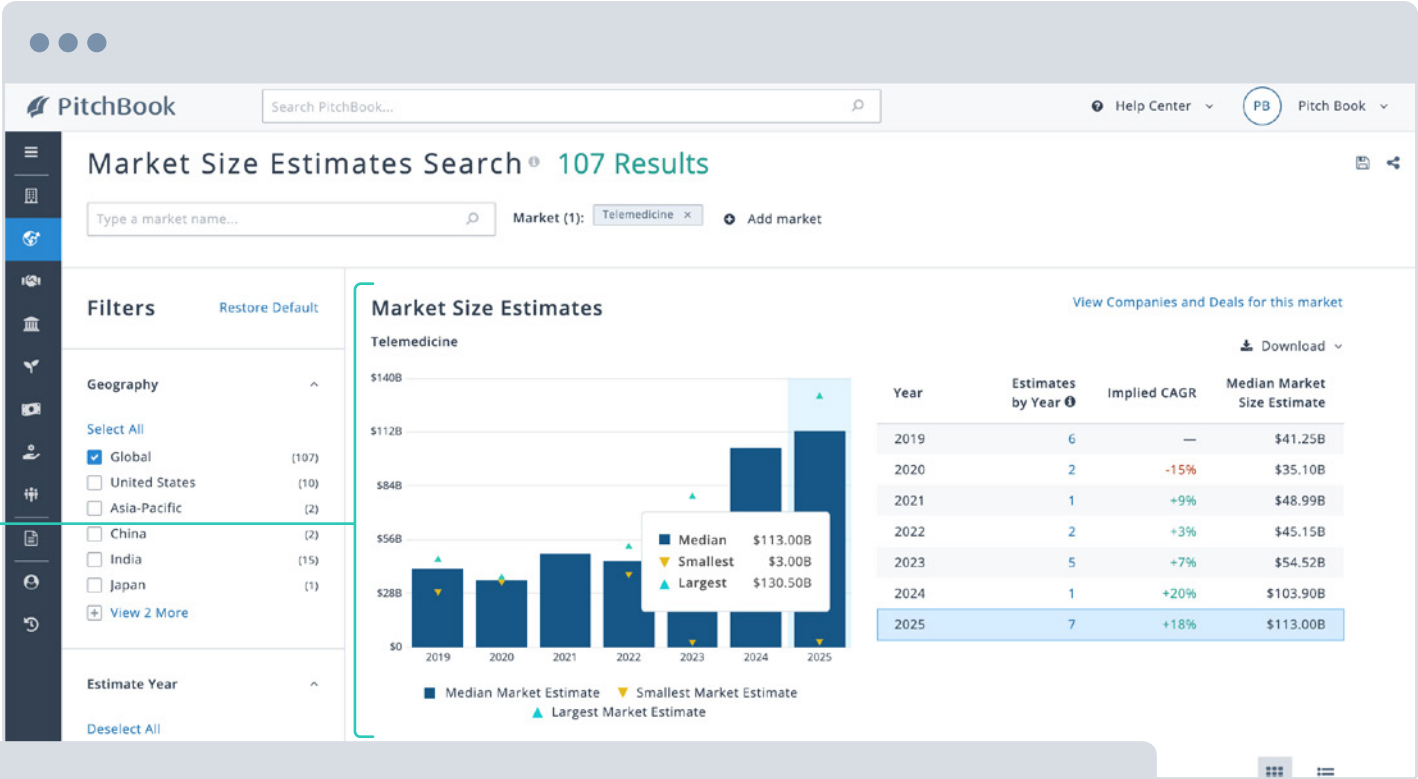 PitchBook
Search PitchBook...
Help Center
PB
Pitch Book
Market Size Estimates Search 107 Results
Type a market name...
Market (1):
Telemedicine ×
Add market
Filters
Restore Default
Geography
Select All
Global (107)
United States (10)
Asia-Pacific (2)
China (2)
India (15)
Japan (1)
View 2 More
Estimate Year
Deselect All
Market Size Estimates
View Companies and Deals for this market
Telemedicine
Download
$140B
$112B
$84B
$56B
$28B
$0
2019 2020 2021 2022 2023 2024 2025
Median $113.00B
Smallest $3.00B
Largest $130.50B
Median Market Estimate Smallest Market Estimate
Largest Market Estimate
Year Estimates by Year Implied CAGR Median Market Size Estimate
2019 6 — $41.25B
2020 2 -15% $35.10B
2021 1 +9% $48.99B
2022 2 +3% $45.15B
2023 5 +7% $54.52B
2024 1 +20% $103.90B
2025 7 +18% $113.00B